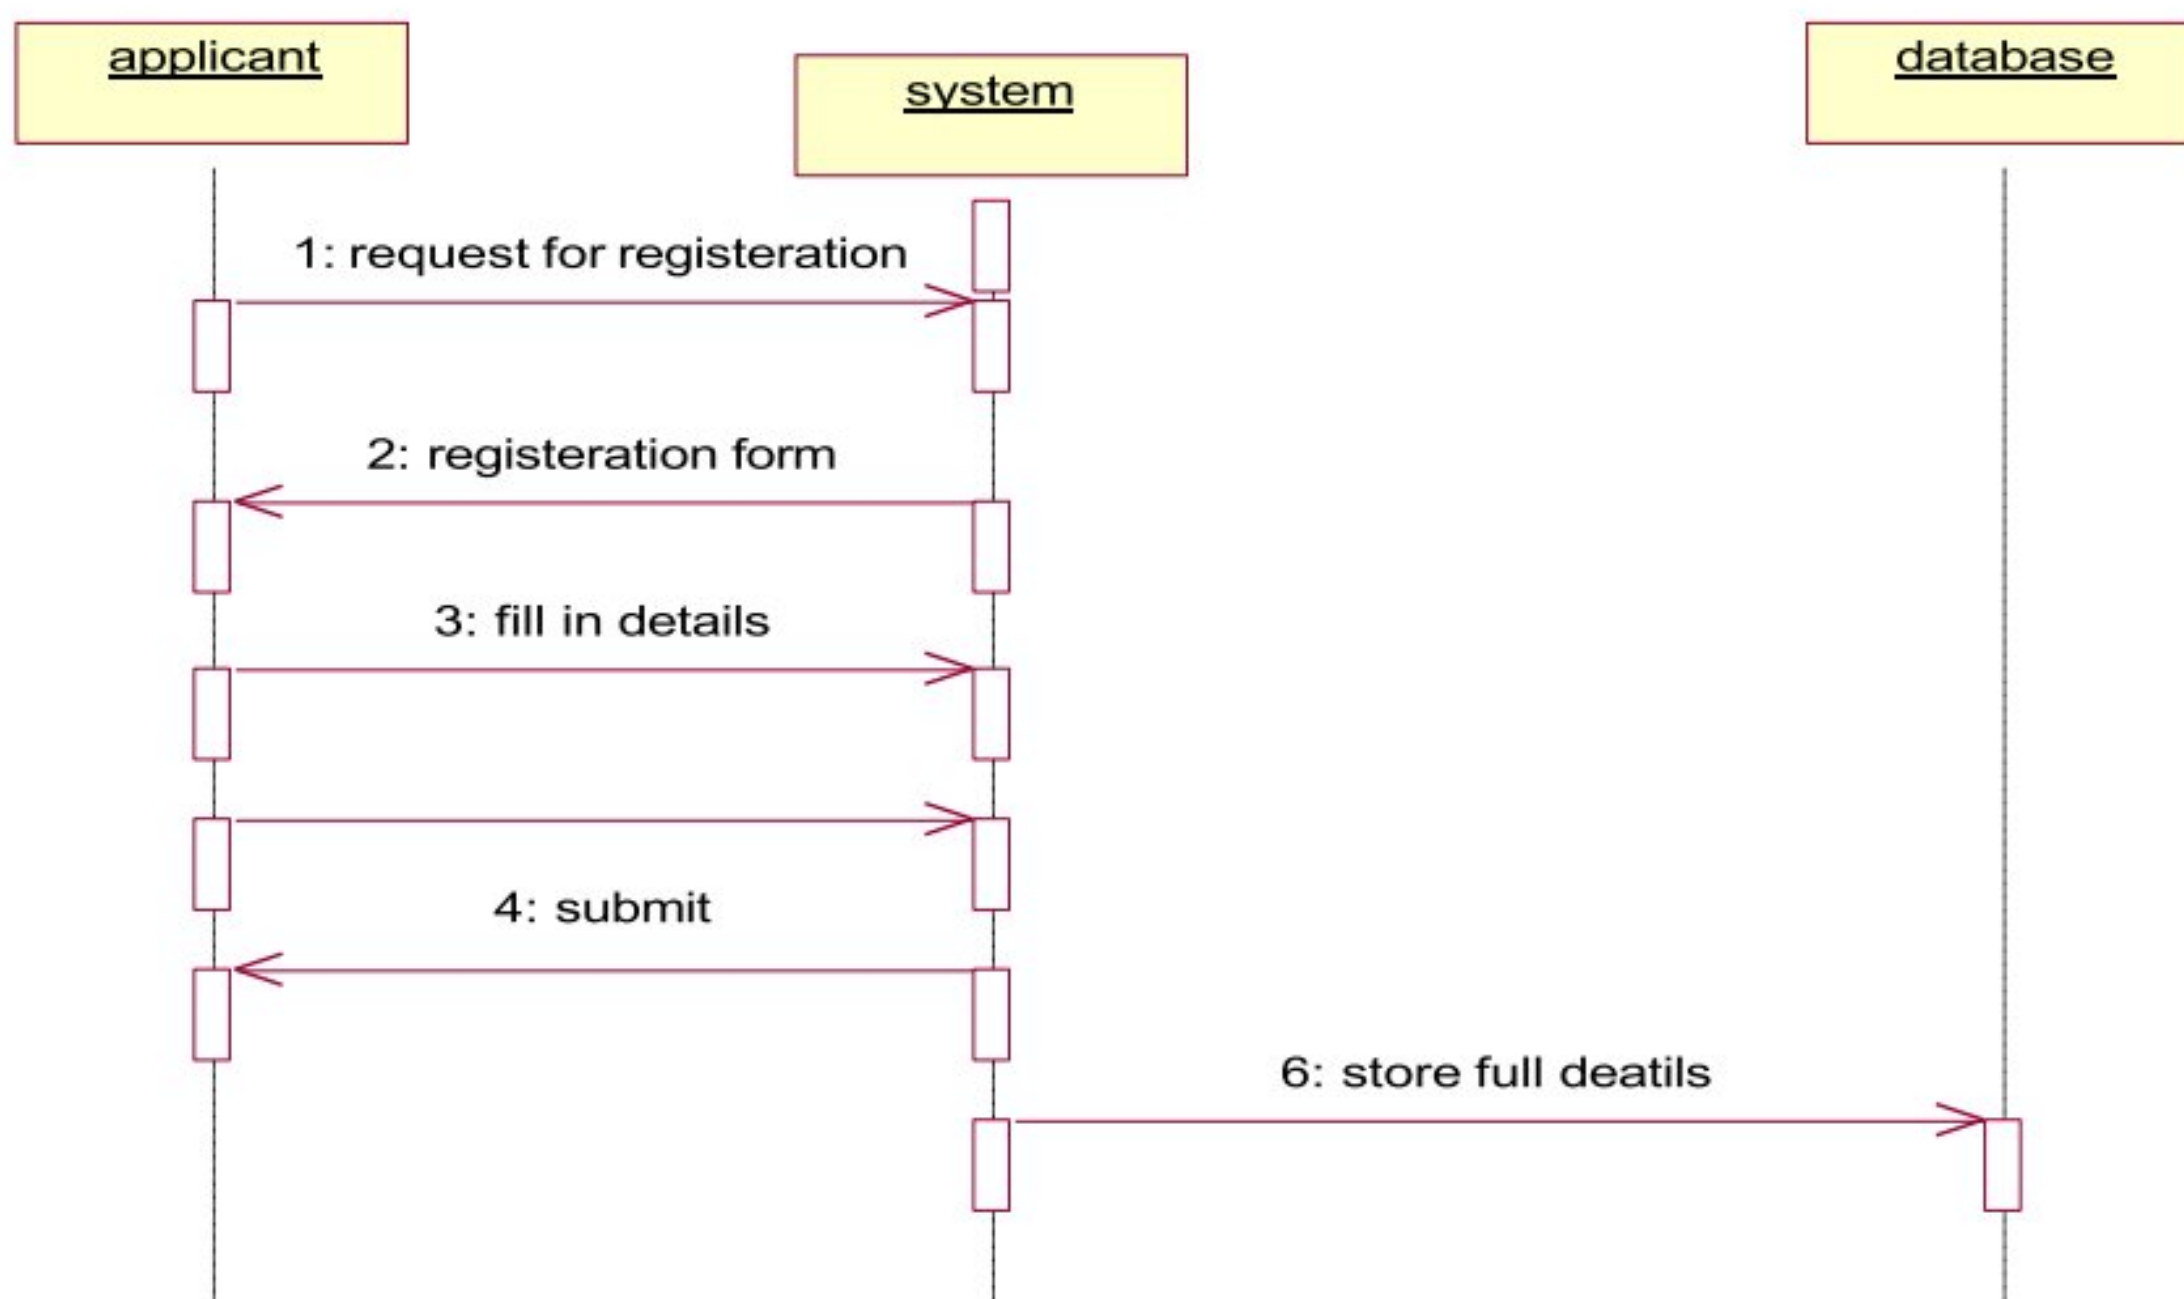 applicant
system
database
1: request for registeration
2: registeration form
3: fill in details
4: submit
6: store full deatils